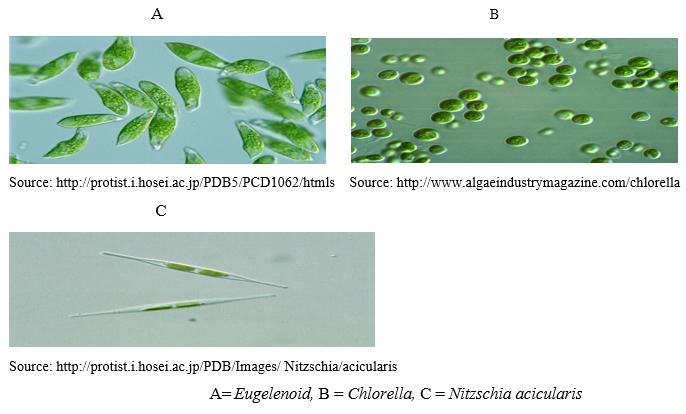 A
B
Source: http://protist.i.hosei.ac.jp/PDB5/PCD1062/htmls
Source: http://www.algaeindustrymagazine.com/chlorella
C
Source: http://protist.i.hosei.ac.jp/PDB/Images/ Nitzschia/acicularis
A= Eugelenoid, B = Chlorella, C = Nitzschia acicularis